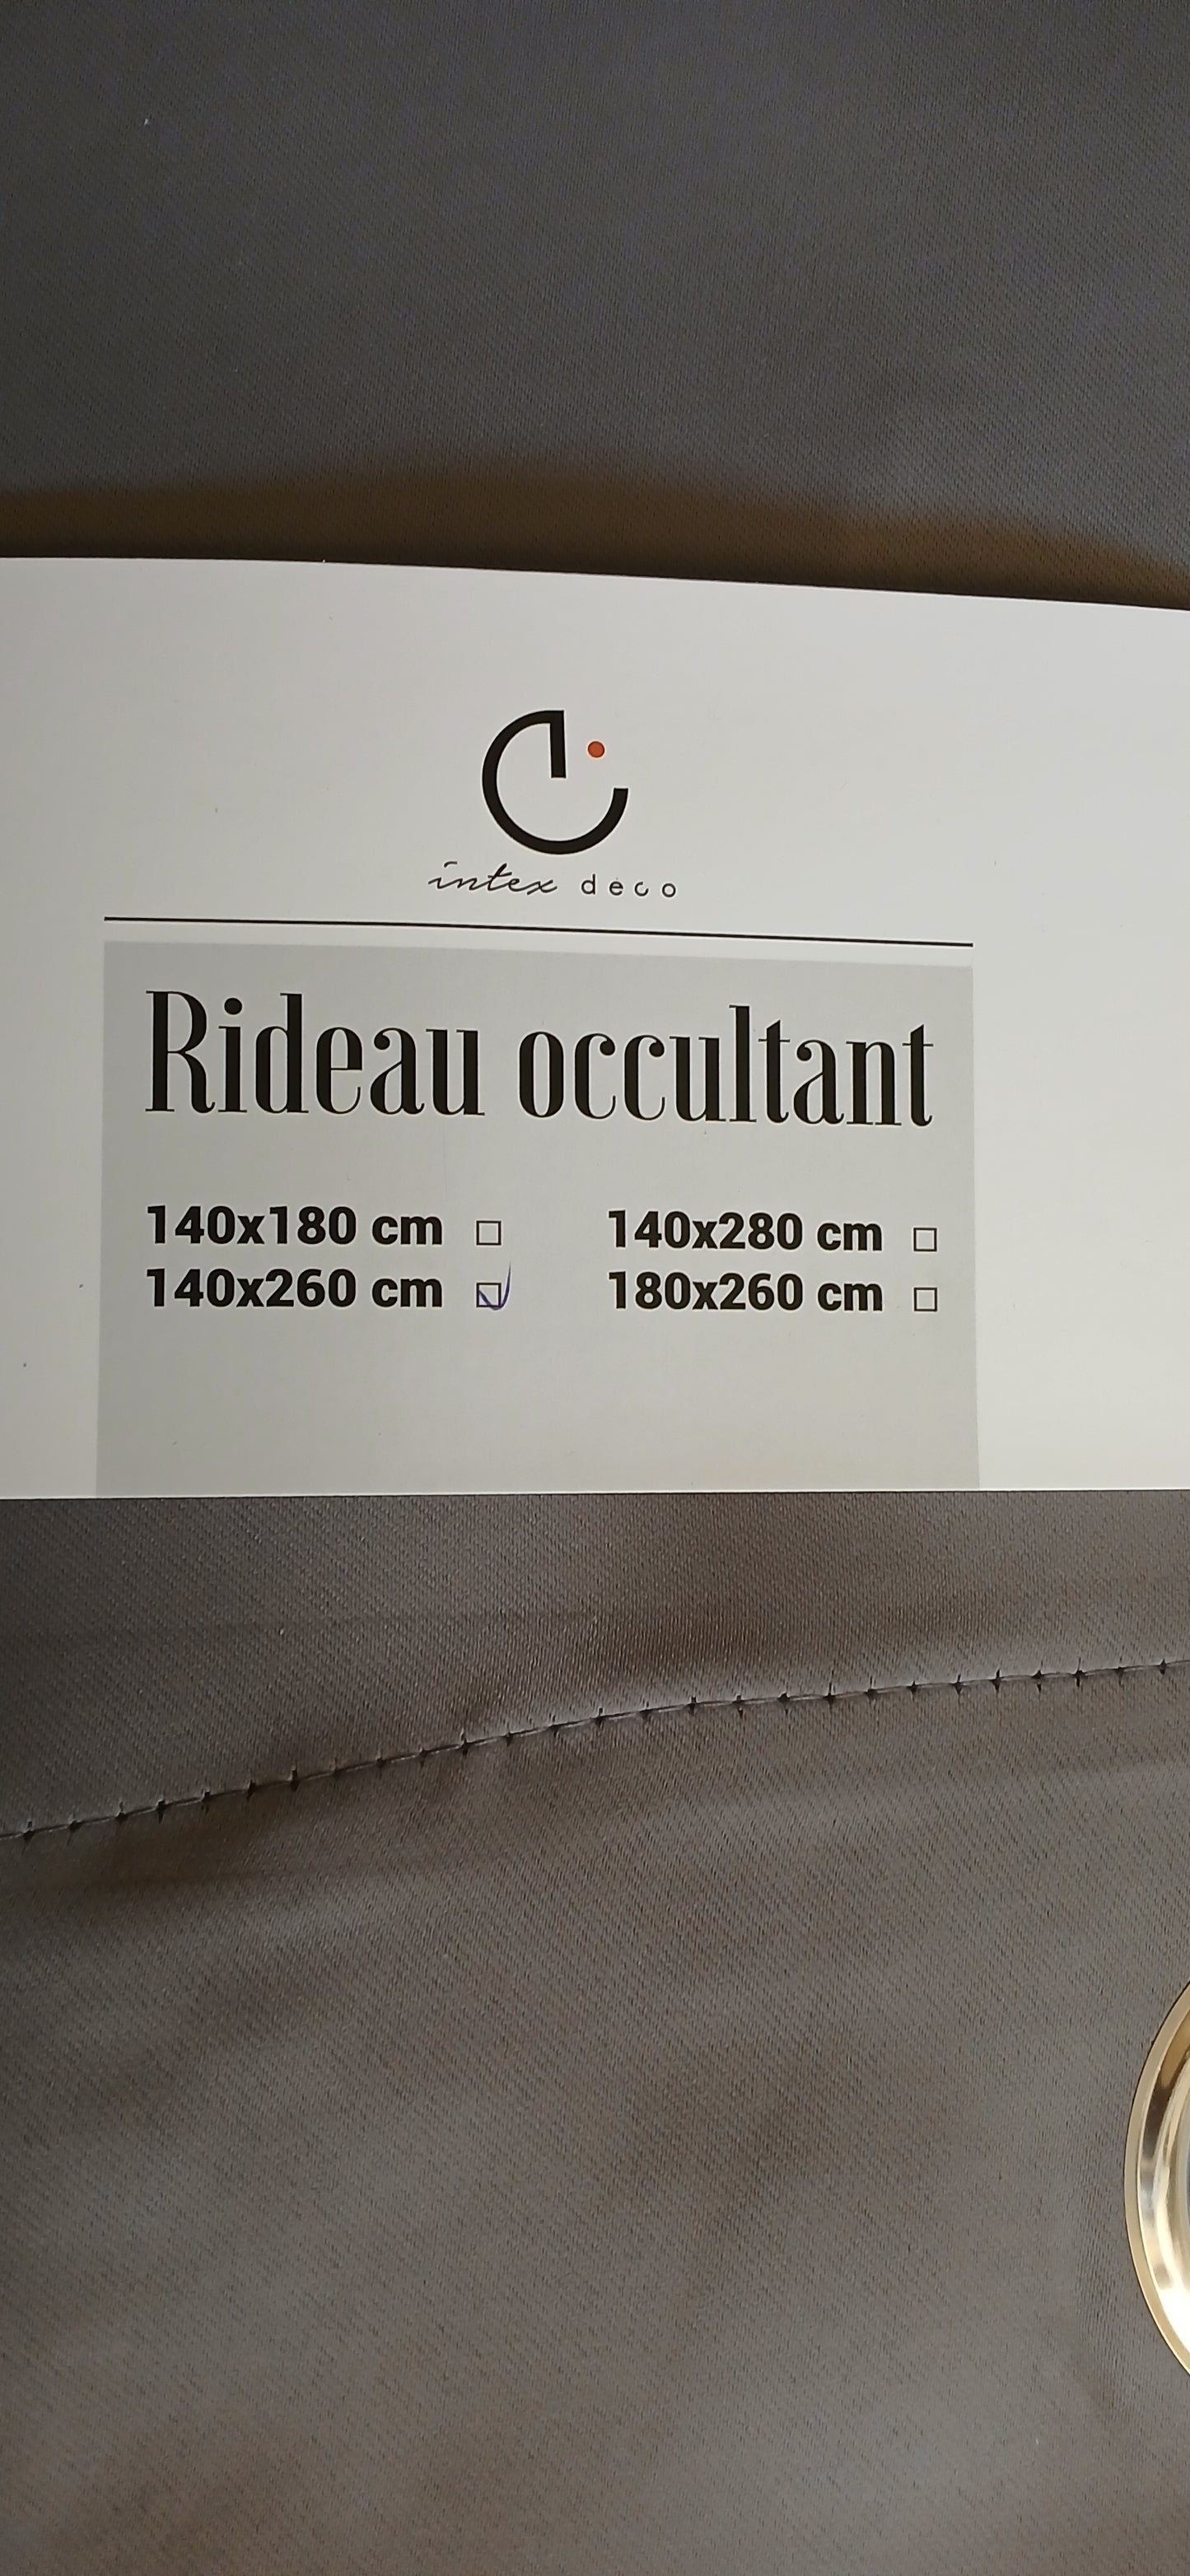 intex deco
Rideau occultant
140x180 cm ☐ 140x280 cm ☐
140x260 cm ☑ 180x260 cm ☐